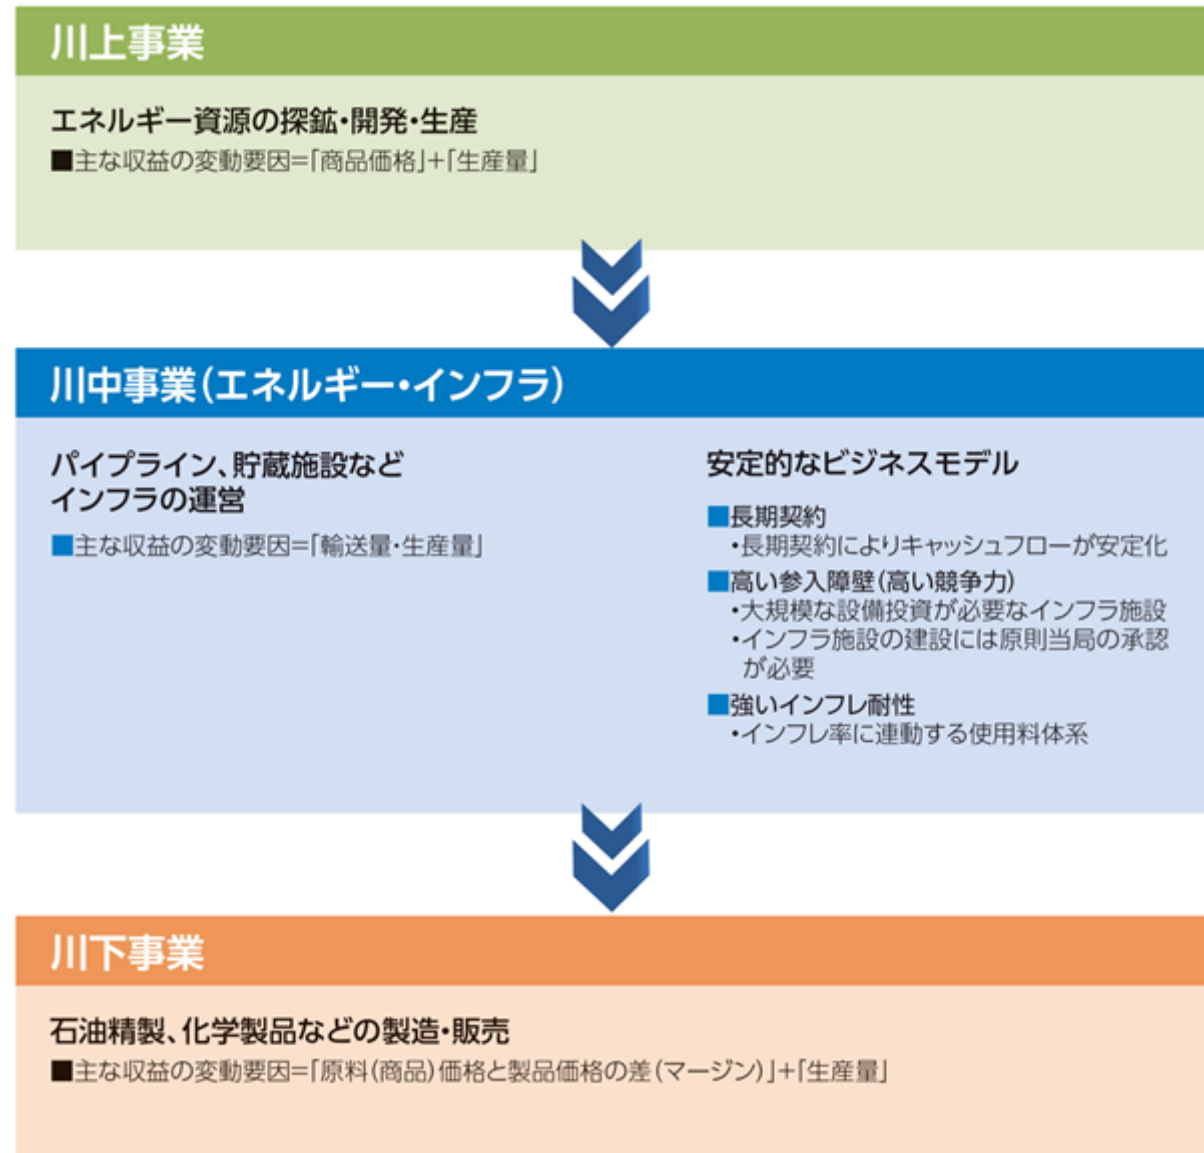 川上事業
エネルギー資源の探鉱・開発・生産
■主な収益の変動要因=「商品価格」+「生産量」
川中事業(エネルギー・インフラ)
パイプライン、貯蔵施設など
インフラの運営
■主な収益の変動要因=「輸送量・生産量」
安定的なビジネスモデル
■長期契約
・長期契約によりキャッシュフローが安定化
■高い参入障壁(高い競争力)
・大規模な設備投資が必要なインフラ施設
・インフラ施設の建設には原則当局の承認
が必要
■強いインフレ耐性
・インフレ率に連動する使用料体系
川下事業
石油精製、化学製品などの製造・販売
■主な収益の変動要因=「原料(商品)価格と製品価格の差(マージン)」+「生産量」